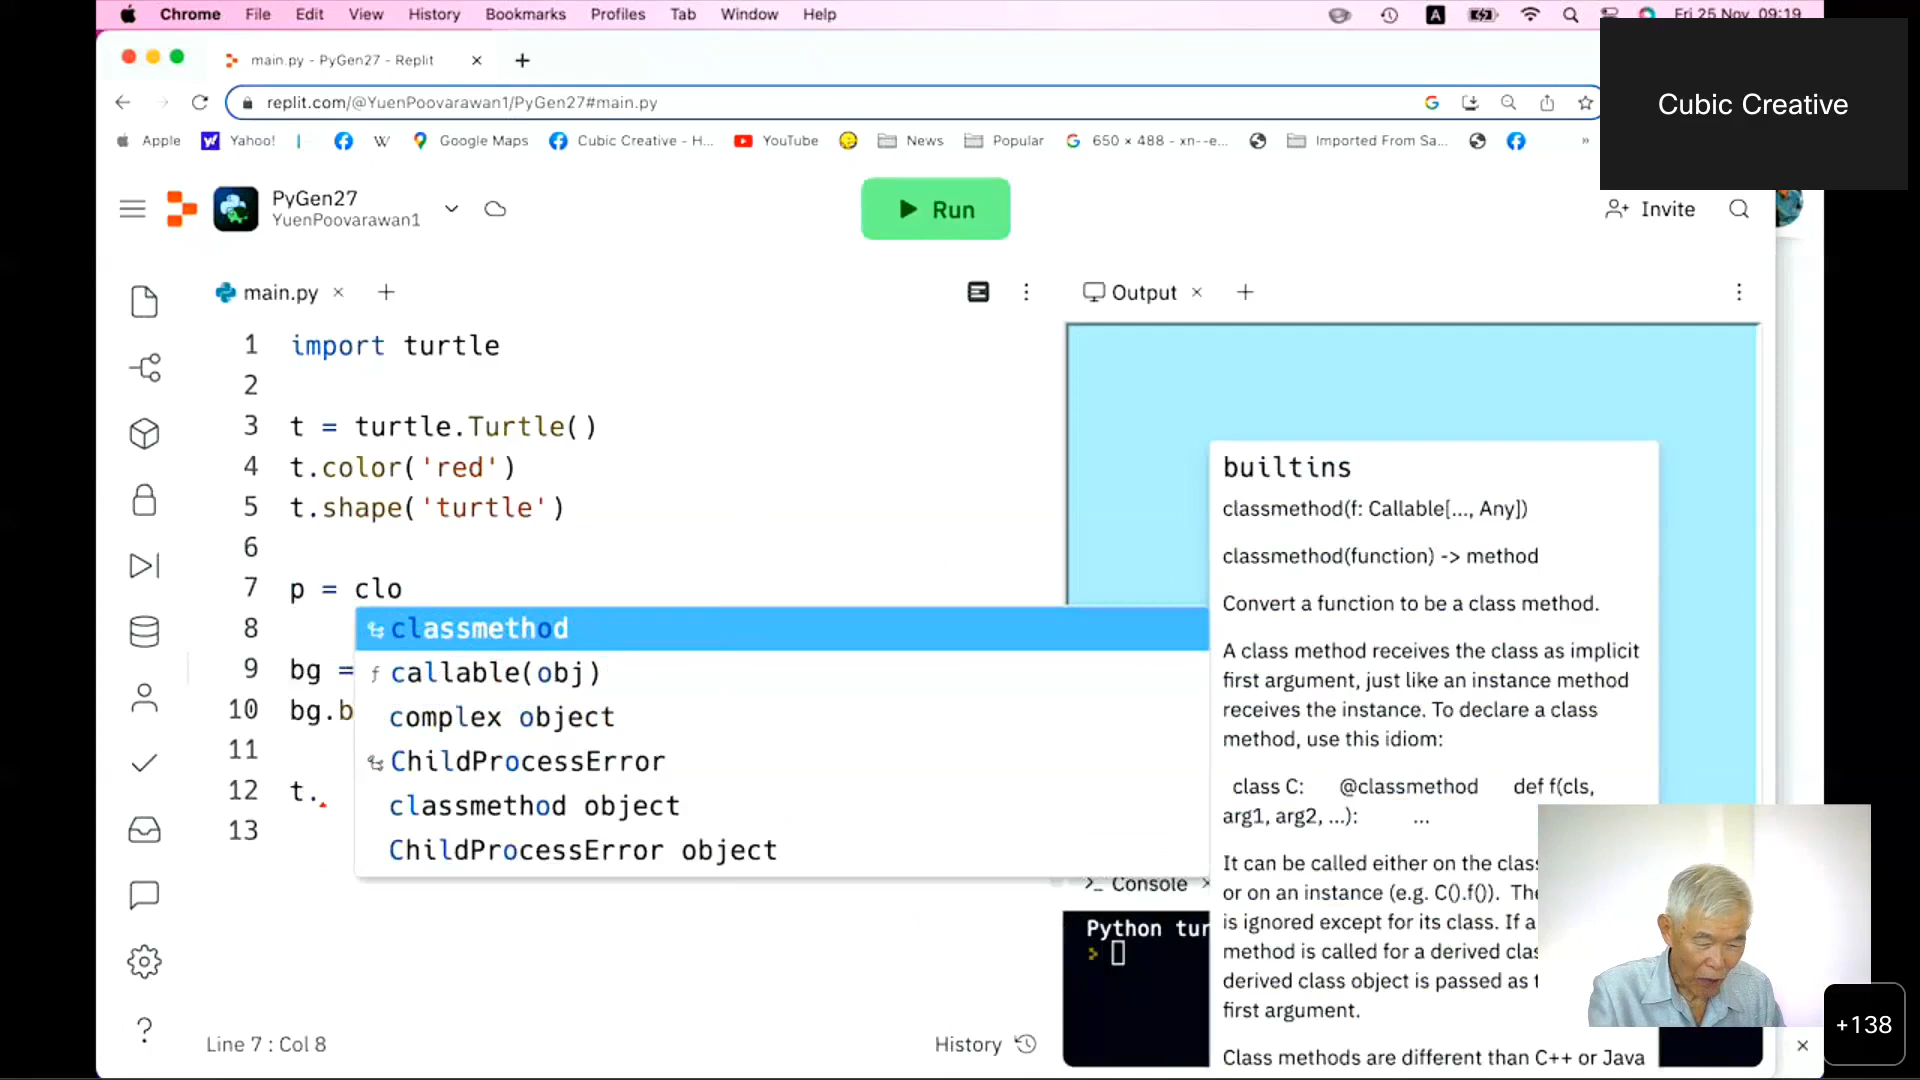 Chrome File Edit View History Bookmarks Profiles Tab Window Help
A
Fri 25 Nov 09:19
main.py - PyGen27 - Replit
replit.com/@YuenPoovarawan1/PyGen27#main.py
Cubic Creative
Apple Yahoo! Google Maps Cubic Creative - H... YouTube News Popular 650 × 488 - xn--e... Imported From Sa... »
PyGen27
YuenPoovarawan1
Run
Invite
main.py
Output
1 import turtle
2
3 t = turtle.Turtle()
4 t.color('red')
5 t.shape('turtle')
6
7 p = clo
8
9 bg =
10 bg.b
11
12 t.
13
classmethod
f callable(obj)
complex object
ChildProcessError
classmethod object
ChildProcessError object
builtins
classmethod(f: Callable[..., Any])
classmethod(function) -> method
Convert a function to be a class method.
A class method receives the class as implicit
first argument, just like an instance method
receives the instance. To declare a class
method, use this idiom:
class C: @classmethod def f(cls,
arg1, arg2, ...): ...
It can be called either on the clas
or on an instance (e.g. C().f()). The
is ignored except for its class. If a
method is called for a derived clas
derived class object is passed as t
first argument.
Class methods are different than C++ or Java
>_ Console
Python tur
>
Line 7 : Col 8
History
+138